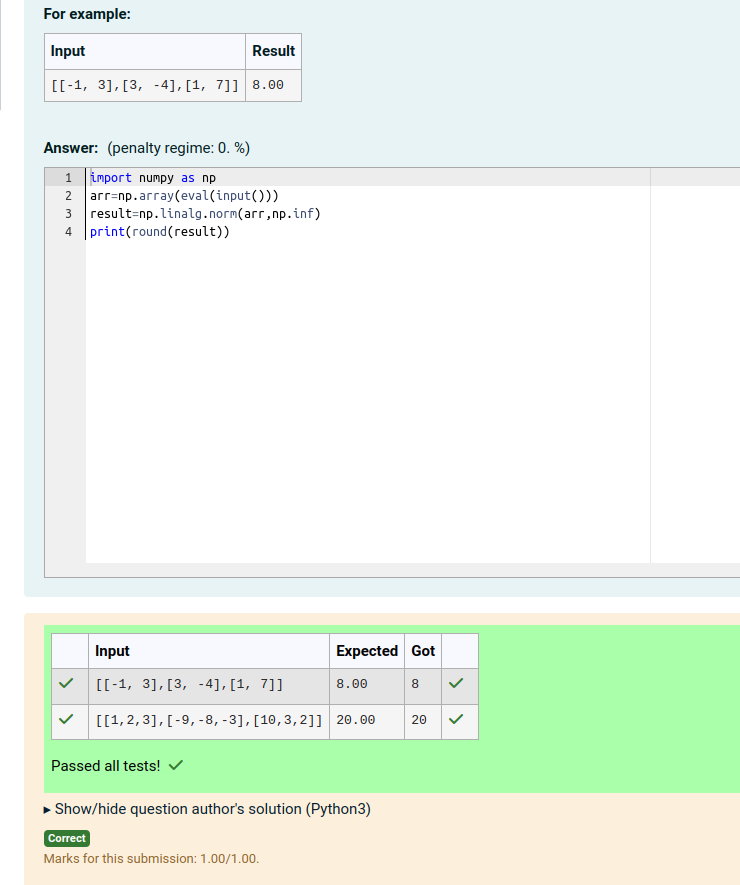 For example:
Input Result
[[-1, 3],[3, -4],[1, 7]] 8.00
Answer: (penalty regime: 0. %)
1 import numpy as np
2 arr=np.array(eval(input()))
3 result=np.linalg.norm(arr,np.inf)
4 print(round(result))
Input Expected Got
[[-1, 3],[3, -4],[1, 7]] 8.00 8
[[1,2,3],[-9,-8,-3],[10,3,2]] 20.00 20
Passed all tests!
Show/hide question author's solution (Python3)
Correct
Marks for this submission: 1.00/1.00.